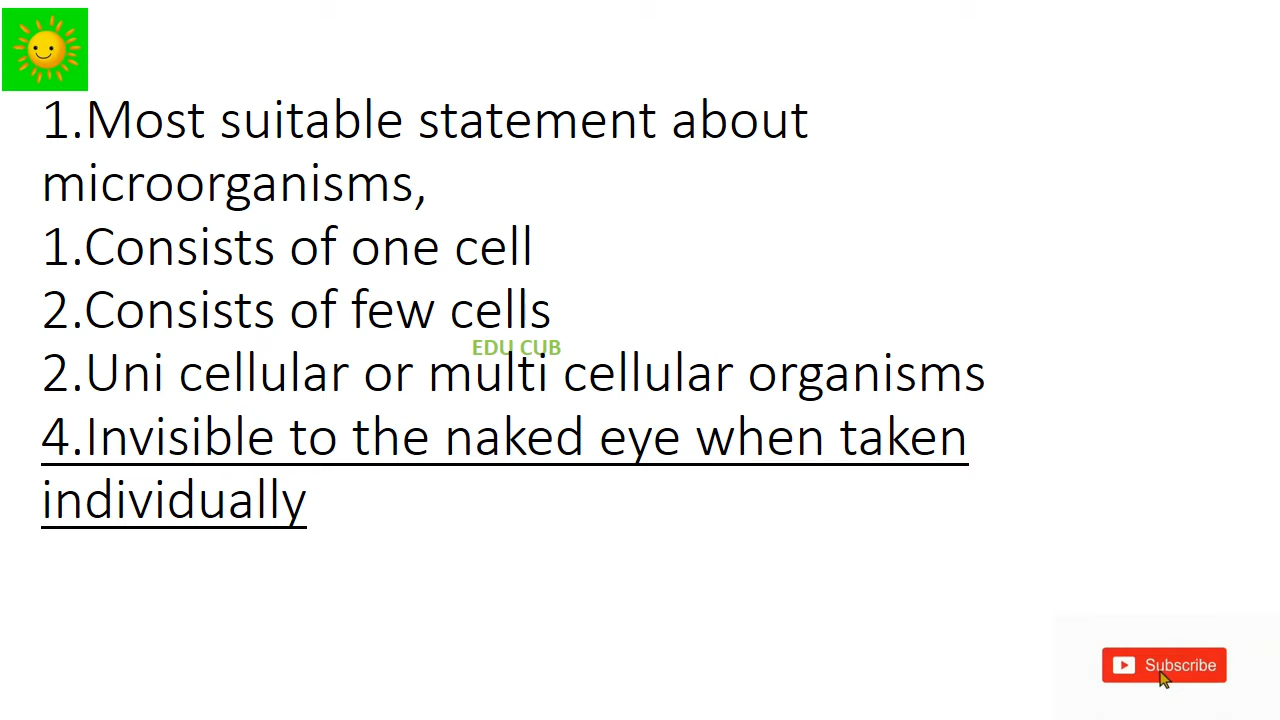 1.Most suitable statement about
microorganisms,
1.Consists of one cell
2.Consists of few cells
EDU CUB
2.Uni cellular or multi cellular organisms
4.Invisible to the naked eye when taken
individually
Subscribe